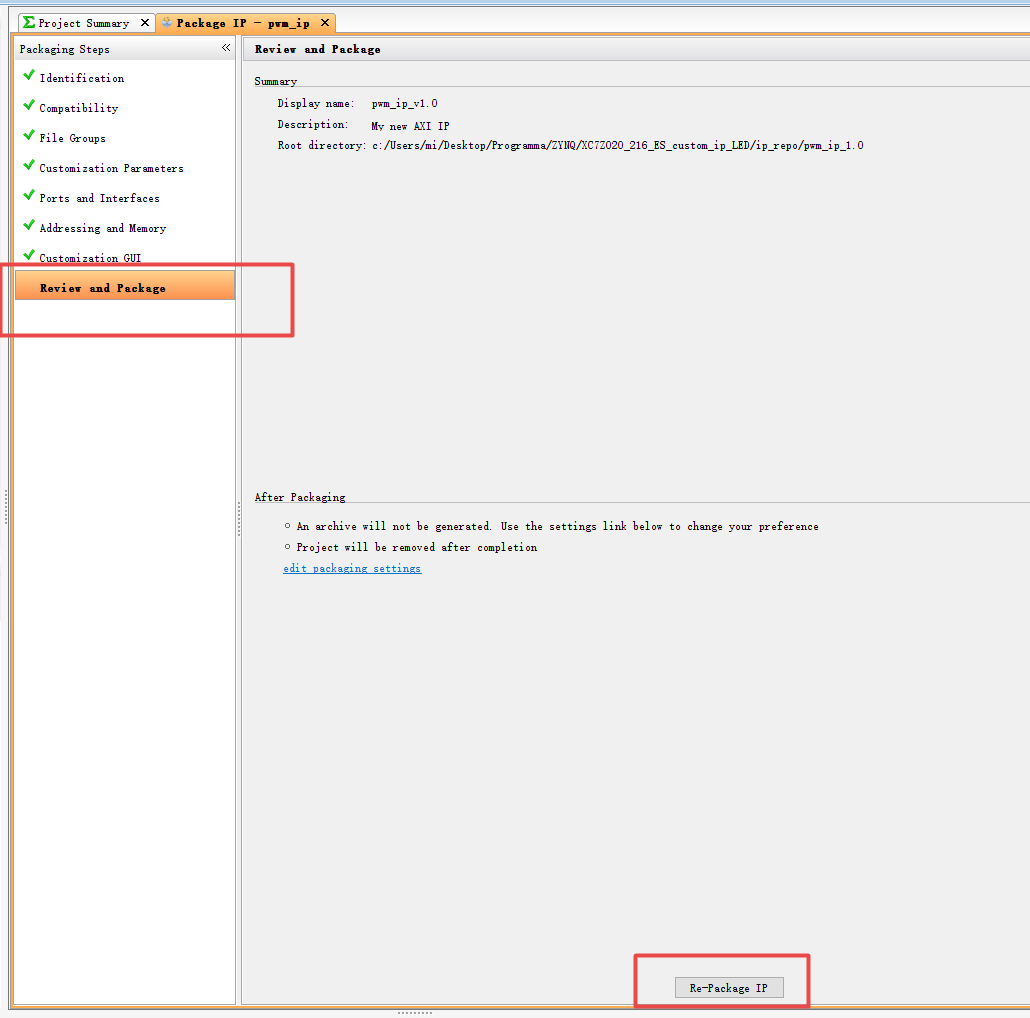 Project Summary
Package IP - pwm_ip
Packaging Steps
Identification
Compatibility
File Groups
Customization Parameters
Ports and Interfaces
Addressing and Memory
Customization GUI
Review and Package
Review and Package
Summary
Display name: pwm_ip_v1.0
Description: My new AXI IP
Root directory: c:/Users/mi/Desktop/Programma/ZYNQ/XC7Z020_216_ES_custom_ip_LED/ip_repo/pwm_ip_1.0
After Packaging
An archive will not be generated. Use the settings link below to change your preference
Project will be removed after completion
edit packaging settings
Re-Package IP